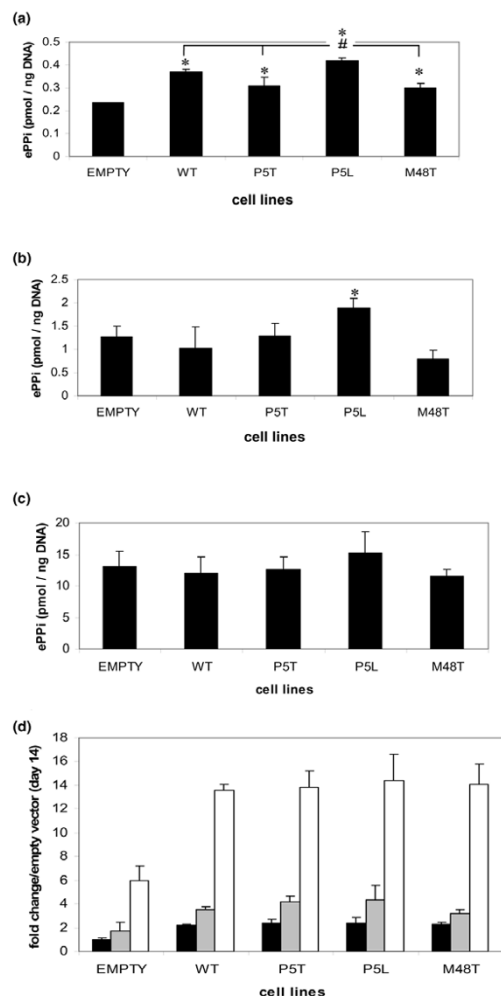 (a)
ePPi (pmol / ng DNA)
0.5
0.4
0.3
0.2
0.1
0
*
*
*
#
*
EMPTY WT P5T P5L M48T
cell lines
(b)
ePPi (pmol / ng DNA)
2.5
2
1.5
1
0.5
0
*
EMPTY WT P5T P5L M48T
cell lines
(c)
ePPi (pmol / ng DNA)
20
15
10
5
0
EMPTY WT P5T P5L M48T
cell lines
(d)
fold change/empty vector (day 14)
18
16
14
12
10
8
6
4
2
0
EMPTY WT P5T P5L M48T
cell lines